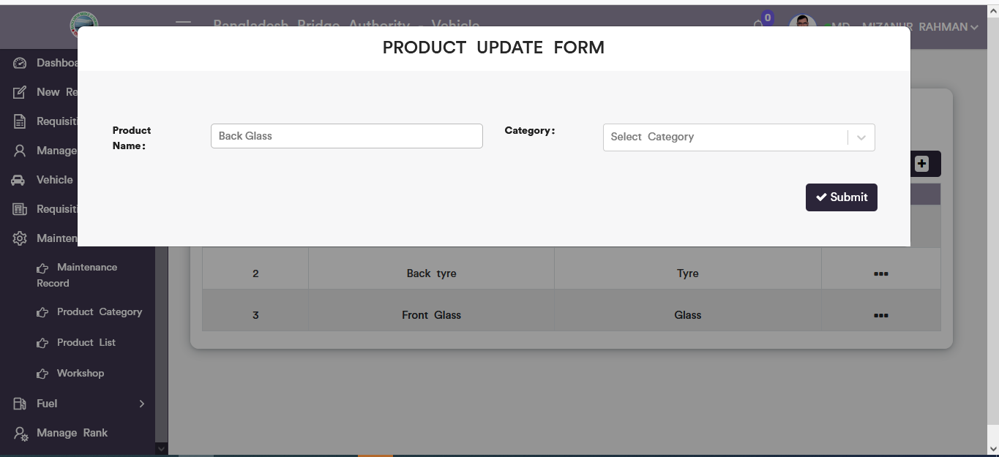 Bangladesh Bridge Authority - Vehicle
0
MD. MIZANUR RAHMAN
PRODUCT UPDATE FORM
Product
Name:
Back Glass
Category:
Select Category
Submit
Dashboa
New Re
Requisiti
Manage
Vehicle
Requisiti
Mainten
Maintenance
Record
Product Category
Product List
Workshop
Fuel
Manage Rank
2 Back tyre Tyre
3 Front Glass Glass